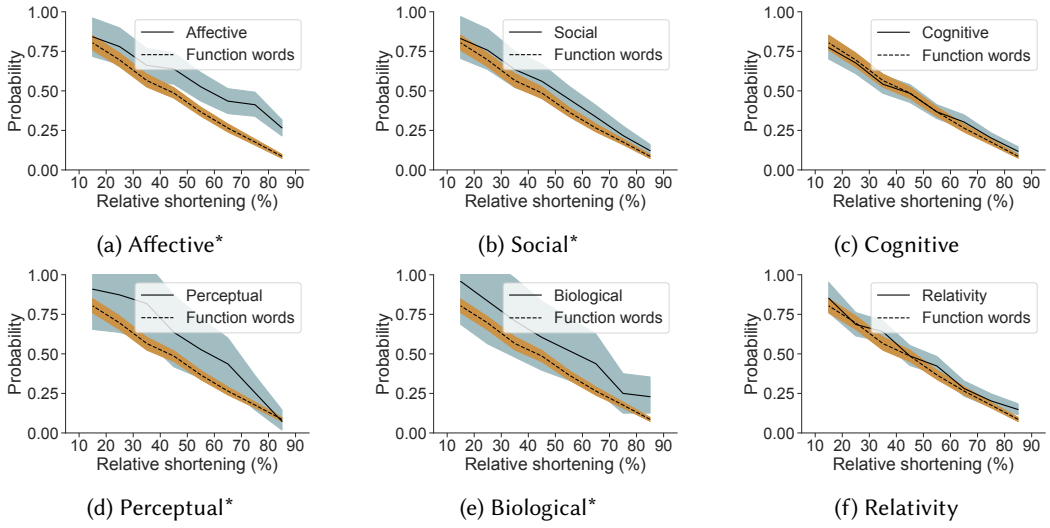 1.00
0.75
0.50
0.25
0.00
Probability
Affective
Function words
10 20 30 40 50 60 70 80 90
Relative shortening (%)
(a) Affective*
1.00
0.75
0.50
0.25
0.00
Probability
Social
Function words
10 20 30 40 50 60 70 80 90
Relative shortening (%)
(b) Social*
1.00
0.75
0.50
0.25
0.00
Probability
Cognitive
Function words
10 20 30 40 50 60 70 80 90
Relative shortening (%)
(c) Cognitive
1.00
0.75
0.50
0.25
0.00
Probability
Perceptual
Function words
10 20 30 40 50 60 70 80 90
Relative shortening (%)
(d) Perceptual*
1.00
0.75
0.50
0.25
0.00
Probability
Biological
Function words
10 20 30 40 50 60 70 80 90
Relative shortening (%)
(e) Biological*
1.00
0.75
0.50
0.25
0.00
Probability
Relativity
Function words
10 20 30 40 50 60 70 80 90
Relative shortening (%)
(f) Relativity